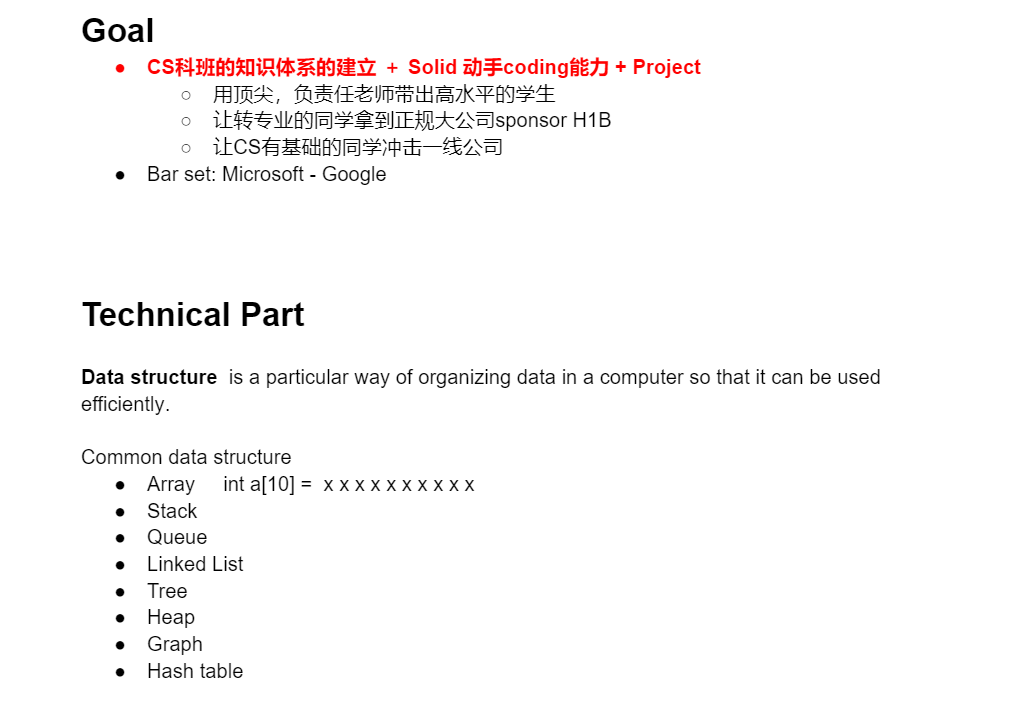 Goal
● CS科班的知识体系的建立 + Solid 动手coding能力 + Project
○ 用顶尖，负责任老师带出高水平的学生
○ 让转专业的同学拿到正规大公司sponsor H1B
○ 让CS有基础的同学冲击一线公司
● Bar set: Microsoft - Google
Technical Part
Data structure is a particular way of organizing data in a computer so that it can be used
efficiently.
Common data structure
● Array int a[10] = x x x x x x x x x x
● Stack
● Queue
● Linked List
● Tree
● Heap
● Graph
● Hash table